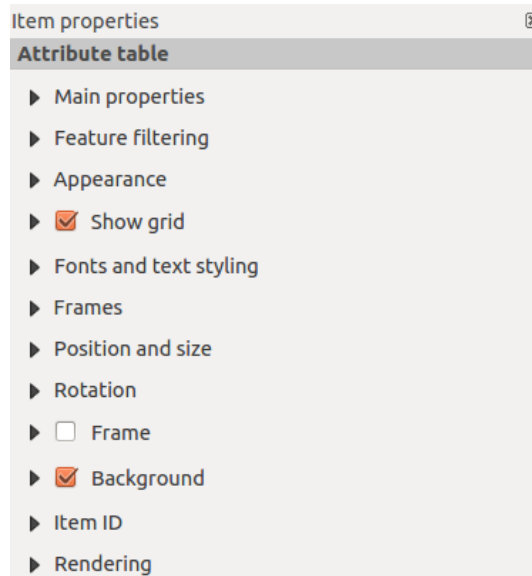 Item properties
Attribute table
Main properties
Feature filtering
Appearance
Show grid
Fonts and text styling
Frames
Position and size
Rotation
Frame
Background
Item ID
Rendering